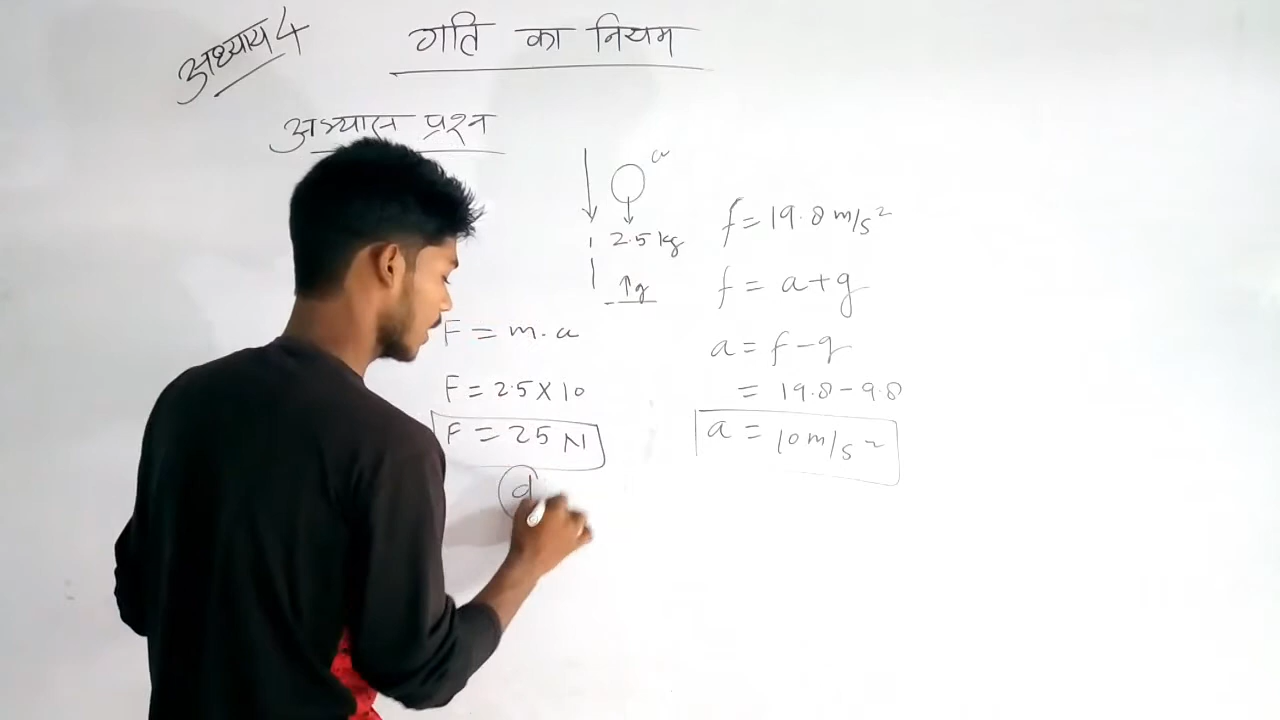 अध्याय 4
गति का नियम
अभ्यास प्रश्न
a
2.5 kg
↑g
f = 19.8 m/s²
f = a+g
a = f-g
= 19.8-9.8
a = 10 m/s²
F = m.a
F = 2.5 X 10
F = 25 N
d